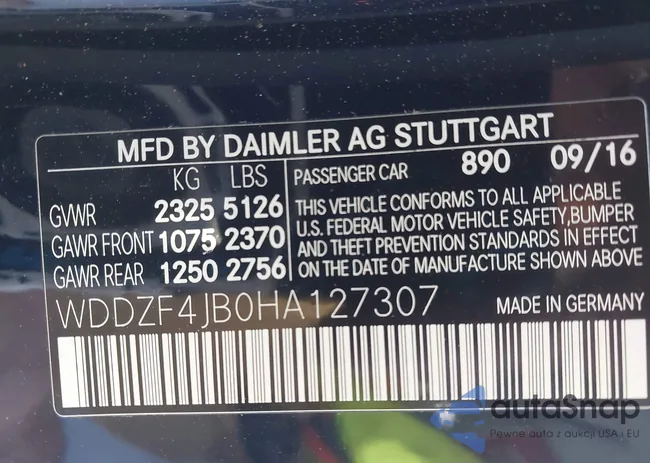 MFD BY DAIMLER AG STUTTGART
KG LBS
GVWR 2325 5126
GAWR FRONT 1075 2370
GAWR REAR 1250 2756
PASSENGER CAR 890 09/16
THIS VEHICLE CONFORMS TO ALL APPLICABLE
U.S. FEDERAL MOTOR VEHICLE SAFETY, BUMPER
AND THEFT PREVENTION STANDARDS IN EFFECT
ON THE DATE OF MANUFACTURE SHOWN ABOVE
WDDZF4JB0HA127307
MADE IN GERMANY
autoSnap
Pewne auta z aukcji USA i EU